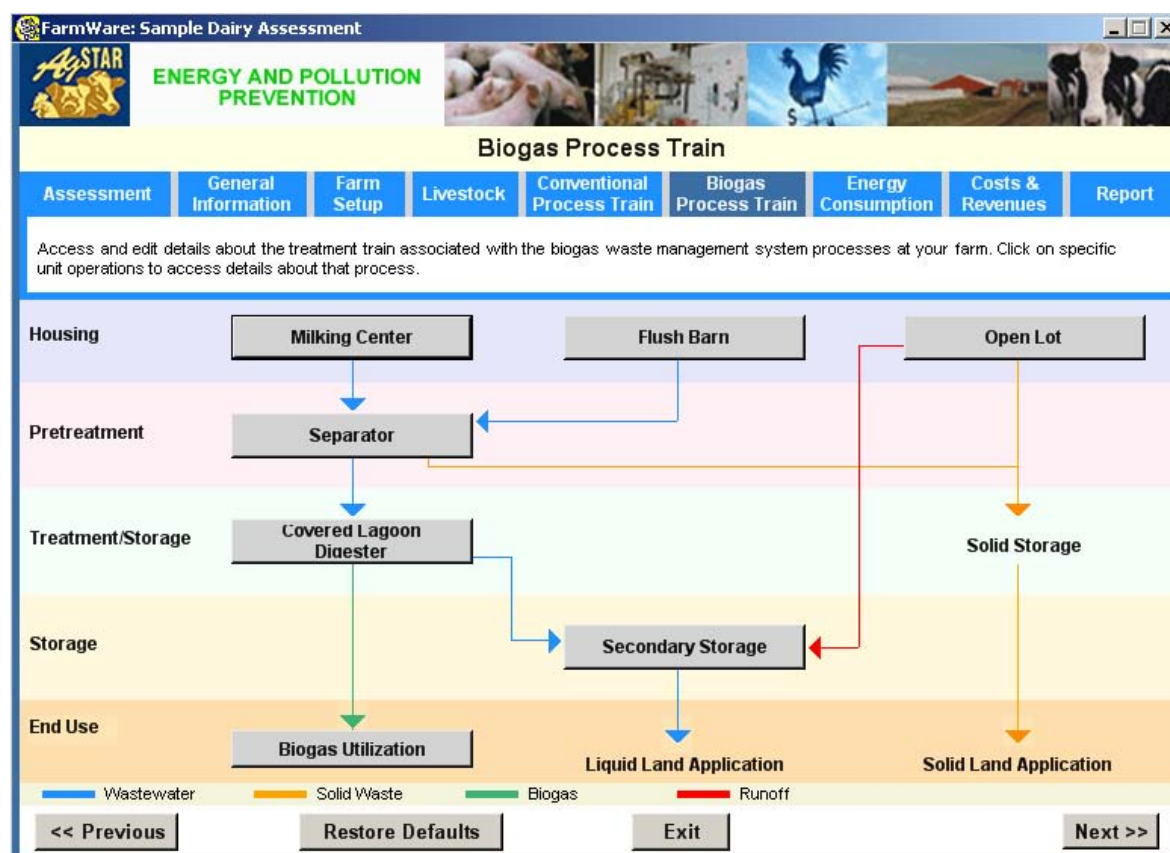 FarmWare: Sample Dairy Assessment
AgSTAR
ENERGY AND POLLUTION
PREVENTION
S
Biogas Process Train
Assessment
General
Information
Farm
Setup
Livestock
Conventional
Process Train
Biogas
Process Train
Energy
Consumption
Costs &
Revenues
Report
Access and edit details about the treatment train associated with the biogas waste management system processes at your farm. Click on specific
unit operations to access details about that process.
Housing
Milking Center
Flush Barn
Open Lot
Pretreatment
Separator
Treatment/Storage
Covered Lagoon
Digester
Solid Storage
Storage
Secondary Storage
End Use
Biogas Utilization
Liquid Land Application
Solid Land Application
Wastewater
Solid Waste
Biogas
Runoff
<< Previous
Restore Defaults
Exit
Next >>